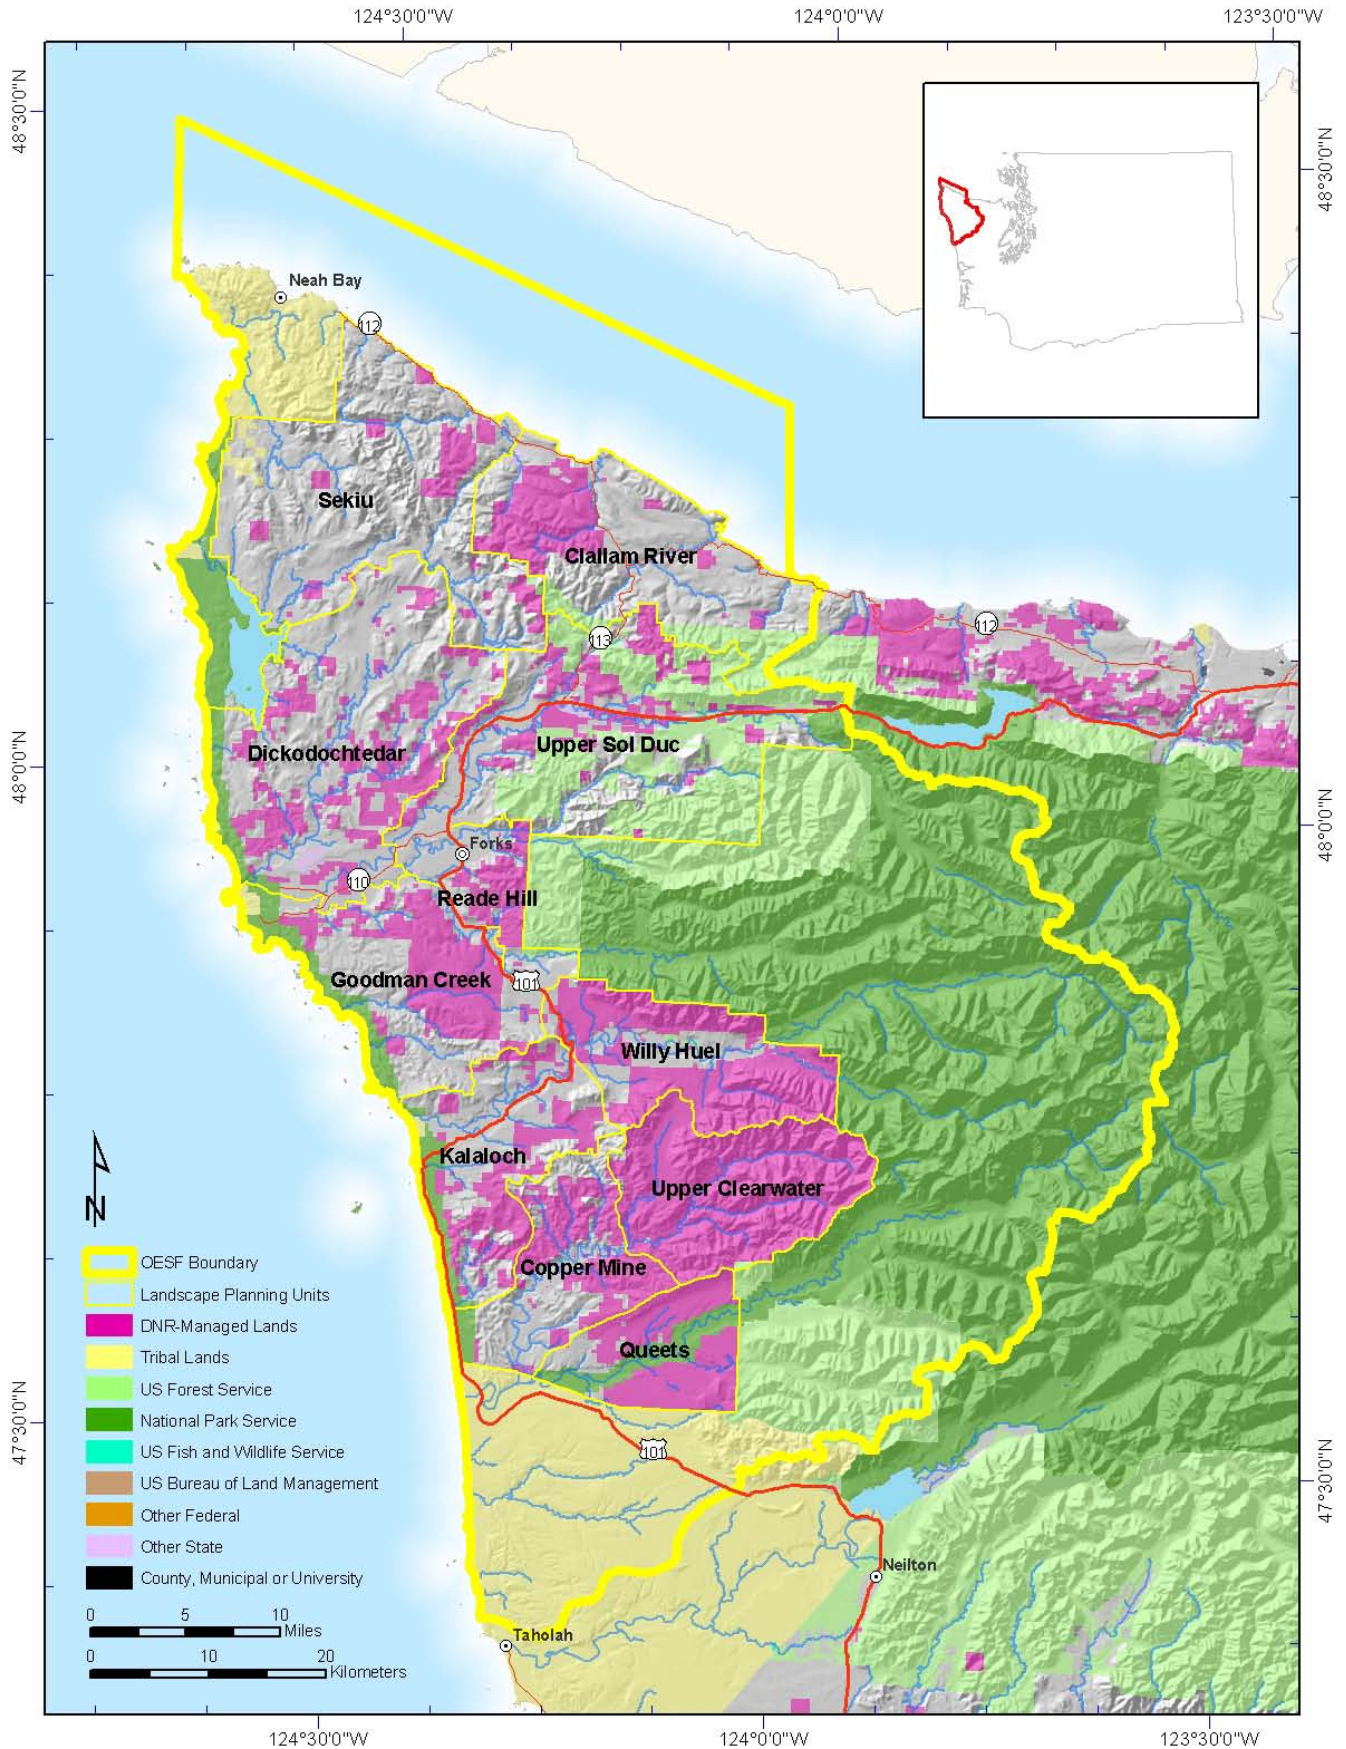 124°30'0"W 124°0'0"W 123°30'0"W
48°30'0"N
48°30'0"N
Neah Bay
112
Sekiu
Clallam River
113
112
Upper Sol Duc
Dickodochtedar
48°0'0"N
48°0'0"N
Forks
110
Reade Hill
Goodman Creek
101
Willy Huel
Kalaloch
Upper Clearwater
N
Copper Mine
Queets
47°30'0"N
101
47°30'0"N
Neilton
Taholah
OESF Boundary
Landscape Planning Units
DNR-Managed Lands
Tribal Lands
US Forest Service
National Park Service
US Fish and Wildlife Service
US Bureau of Land Management
Other Federal
Other State
County, Municipal or University
0 5 10
Miles
0 10 20
Kilometers
124°30'0"W 124°0'0"W 123°30'0"W